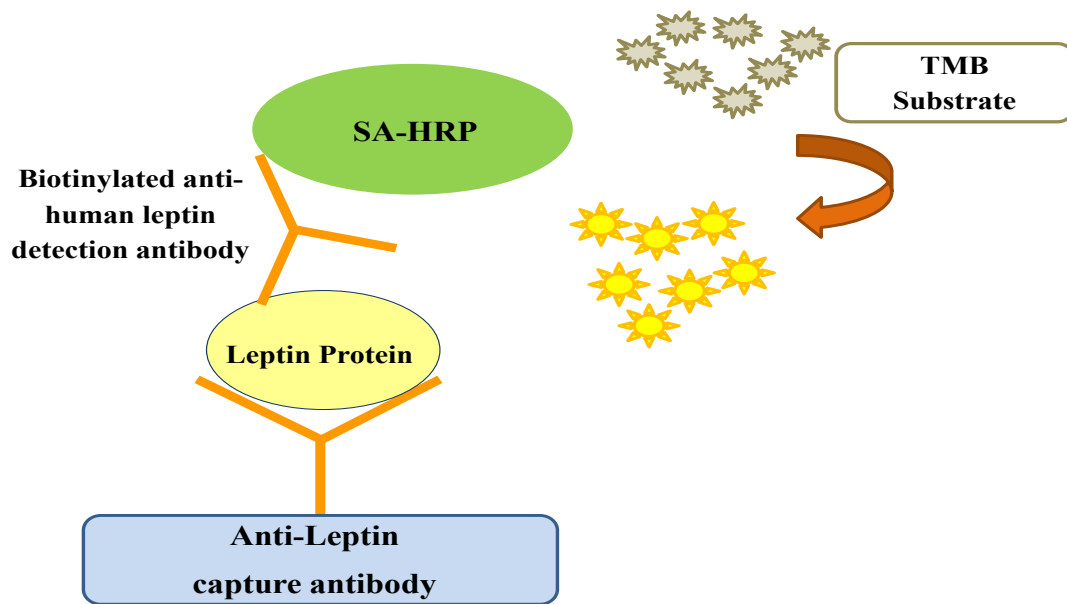 TMB
Substrate
SA-HRP
Biotinylated anti-
human leptin
detection antibody
Leptin Protein
Anti-Leptin
capture antibody